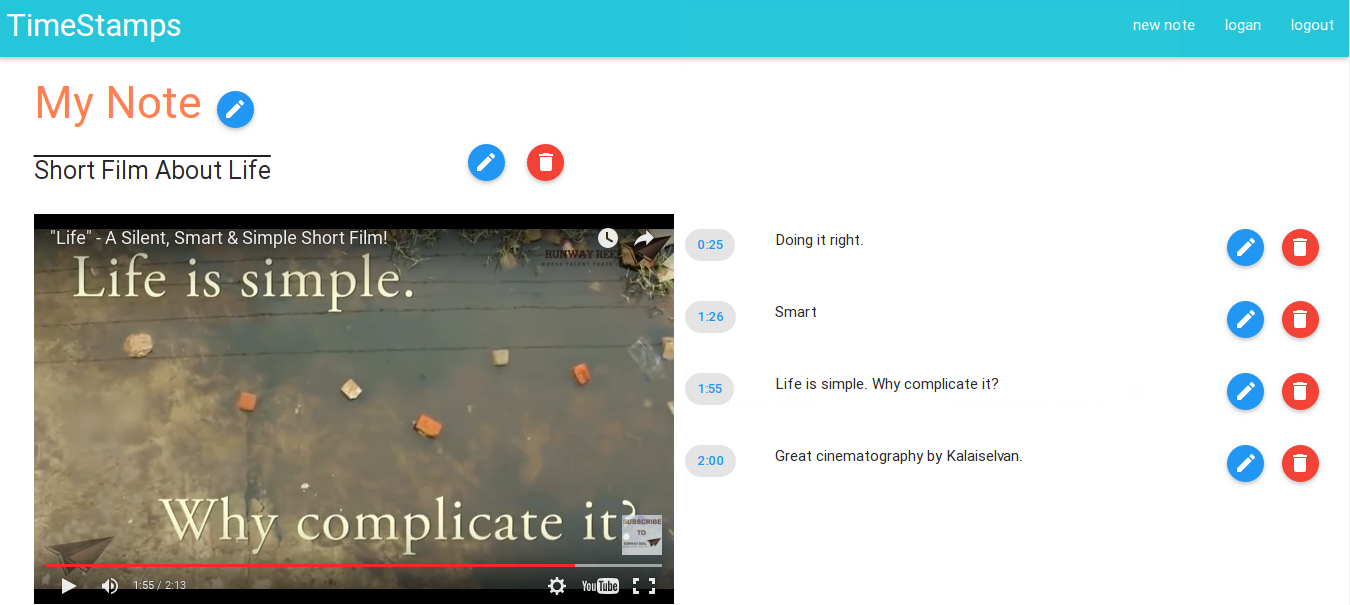 TimeStamps
new note
logan
logout
My Note
Short Film About Life
"Life" - A Silent, Smart & Simple Short Film!
RUNWAY REEL
Life is simple.
Why complicate it?
SUBSCRIBE
TO
1:55 / 2:13
YouTube
0:25 Doing it right.
1:26 Smart
1:55 Life is simple. Why complicate it?
2:00 Great cinematography by Kalaiselvan.